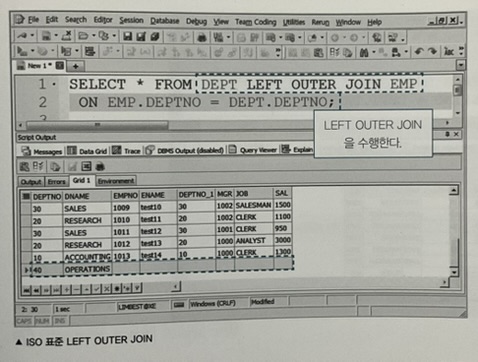 File Edit Search Editor Session Database Debug View Team Coding Utilities Rerun Window Help
New 1 *
1 SELECT * FROM DEPT LEFT OUTER JOIN EMP
2 ON EMP.DEPTNO = DEPT.DEPTNO;
3
LEFT OUTER JOIN
을 수행한다.
Script Output
Messages Data Grid Trace DBMS Output (disabled) Query Viewer Explain
Output Errors Grid 1 Environment
DEPTNO DNAME EMPNO ENAME DEPTNO_1 MGR JOB SAL
30 SALES 1009 test10 30 1002 SALESMAN 1500
20 RESEARCH 1010 test11 20 1002 CLERK 1100
30 SALES 1011 test12 30 1001 CLERK 950
20 RESEARCH 1012 test13 20 1000 ANALYST 3000
10 ACCOUNTING 1013 test14 10 1000 CLERK 1300
40 OPERATIONS
2: 30 1 sec LIMBEST@XE Windows (CRLF) Modified
CAPS NUM INS
▲ ISO 표준 LEFT OUTER JOIN